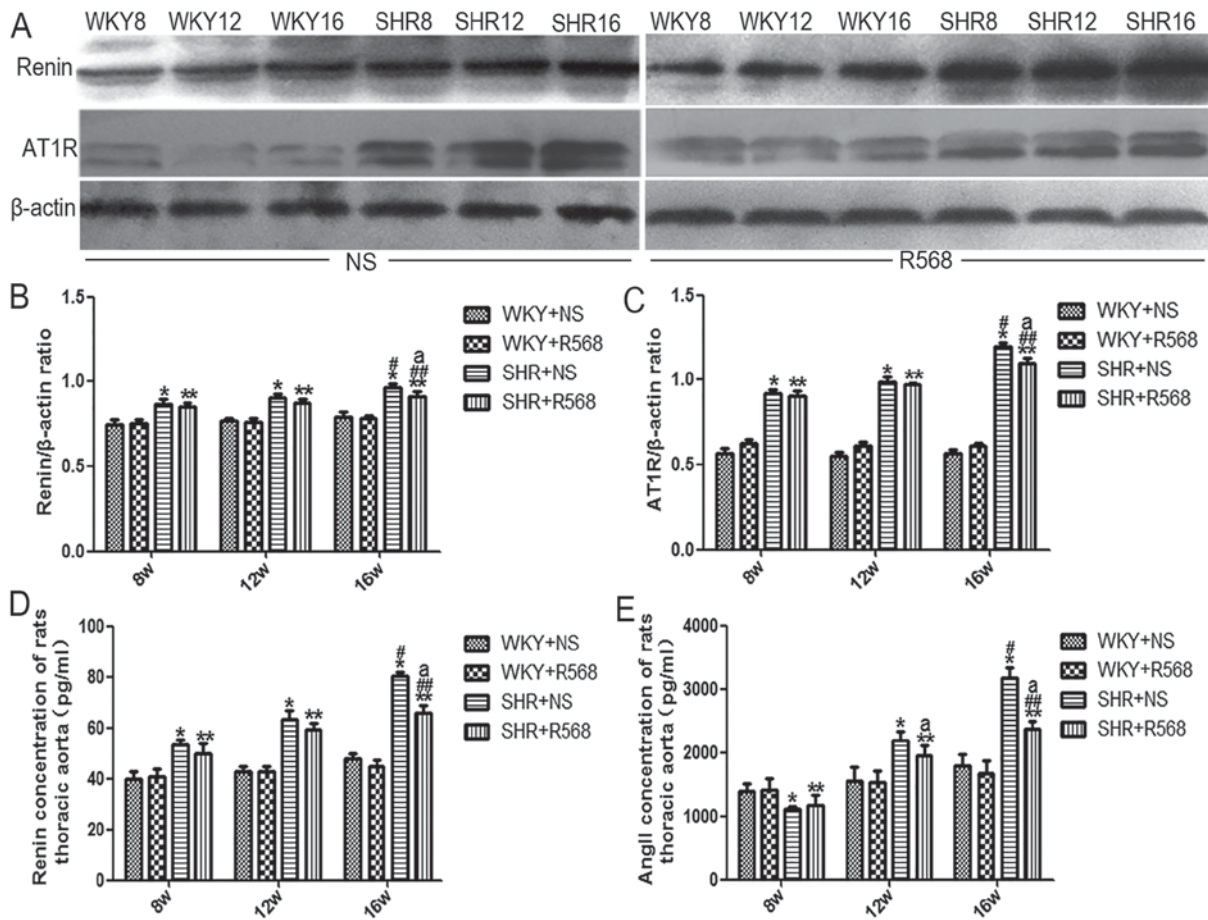 A
WKY8 WKY12 WKY16 SHR8 SHR12 SHR16 WKY8 WKY12 WKY16 SHR8 SHR12 SHR16
Renin
AT1R
β-actin
NS R568
B
Renin/β-actin ratio
1.5
1.0
0.5
0.0
* ** * ** # * a ## **
8w 12w 16w
WKY+NS
WKY+R568
SHR+NS
SHR+R568
C
AT1R/β-actin ratio
1.5
1.0
0.5
0.0
* ** * ** # * a ## **
8w 12w 16w
WKY+NS
WKY+R568
SHR+NS
SHR+R568
D
Renin concentration of rats
thoracic aorta (pg/ml)
100
80
60
40
20
0
* ** * ** # * a ## **
8w 12w 16w
WKY+NS
WKY+R568
SHR+NS
SHR+R568
E
AngII concentration of rats
thoracic aorta (pg/ml)
4000
3000
2000
1000
0
* ** * a ** # * a ## **
8w 12w 16w
WKY+NS
WKY+R568
SHR+NS
SHR+R568